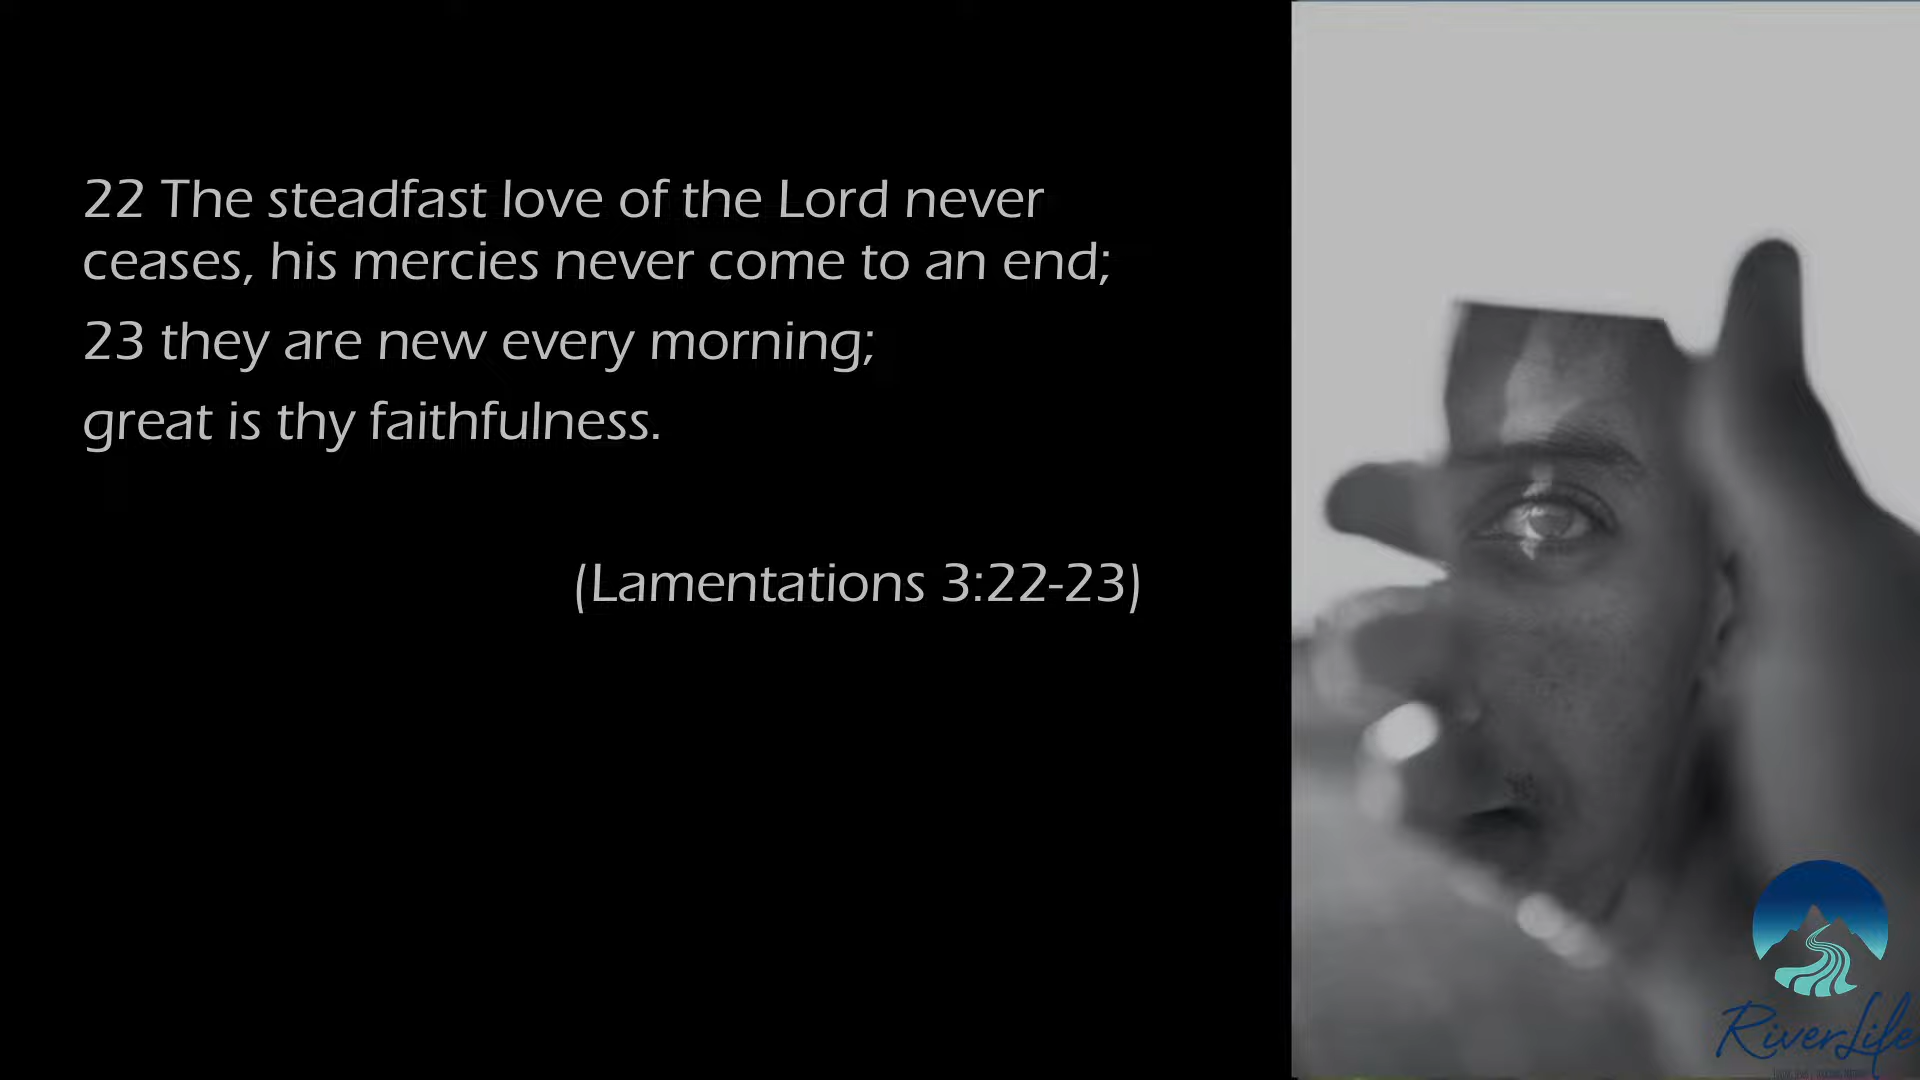 22 The steadfast love of the Lord never
ceases, his mercies never come to an end;
23 they are new every morning;
great is thy faithfulness.
(Lamentations 3:22-23)
RiverLife